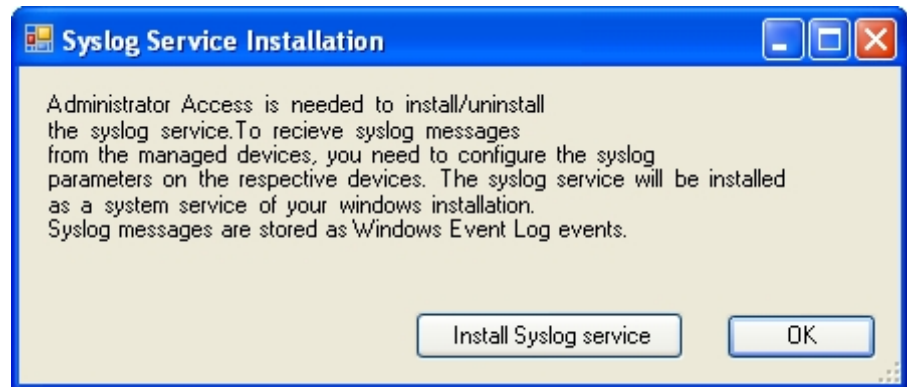 Syslog Service Installation
Administrator Access is needed to install/uninstall
the syslog service.To recieve syslog messages
from the managed devices, you need to configure the syslog
parameters on the respective devices. The syslog service will be installed
as a system service of your windows installation.
Syslog messages are stored as Windows Event Log events.
Install Syslog service
OK